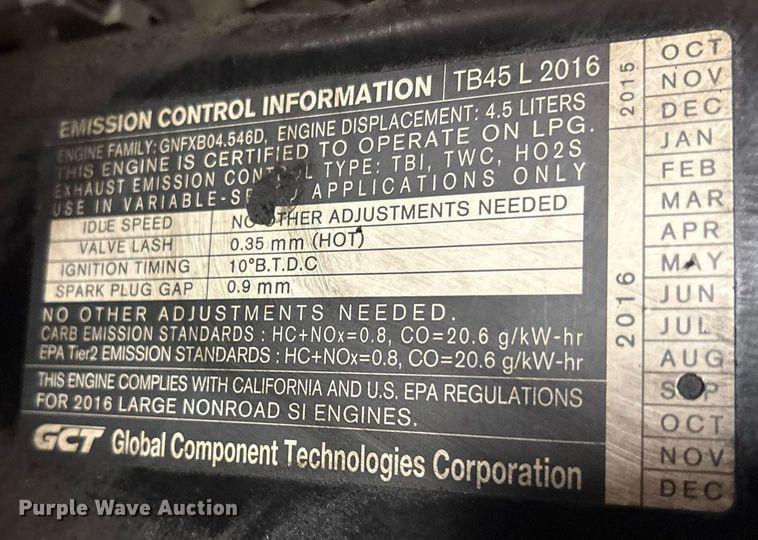 EMISSION CONTROL INFORMATION TB45 L 2016
ENGINE FAMILY: GNFXB04.546D, ENGINE DISPLACEMENT: 4.5 LITERS
THIS ENGINE IS CERTIFIED TO OPERATE ON LPG.
EXHAUST EMISSION TYPE: TBI, TWC, HO2S
USE IN APPLICATIONS ONLY
IDLE SPEED NO OTHER ADJUSTMENTS NEEDED
VALVE LASH 0.35 mm (HOT)
IGNITION TIMING 10°B.T.D.C
SPARK PLUG GAP 0.9 mm
NO OTHER ADJUSTMENTS NEEDED.
CARB EMISSION STANDARDS : HC+NOx=0.8, CO=20.6 g/kW-hr
EPA Tier2 EMISSION STANDARDS : HC+NOx=0.8, CO=20.6 g/kW-hr
THIS ENGINE COMPLIES WITH CALIFORNIA AND U.S. EPA REGULATIONS
FOR 2016 LARGE NONROAD SI ENGINES.
GCT Global Component Technologies Corporation
2015
OCT
NOV
DEC
2016
JAN
FEB
MAR
APR
MAY
JUN
JUL
AUG
SEP
OCT
NOV
DEC
Purple Wave Auction